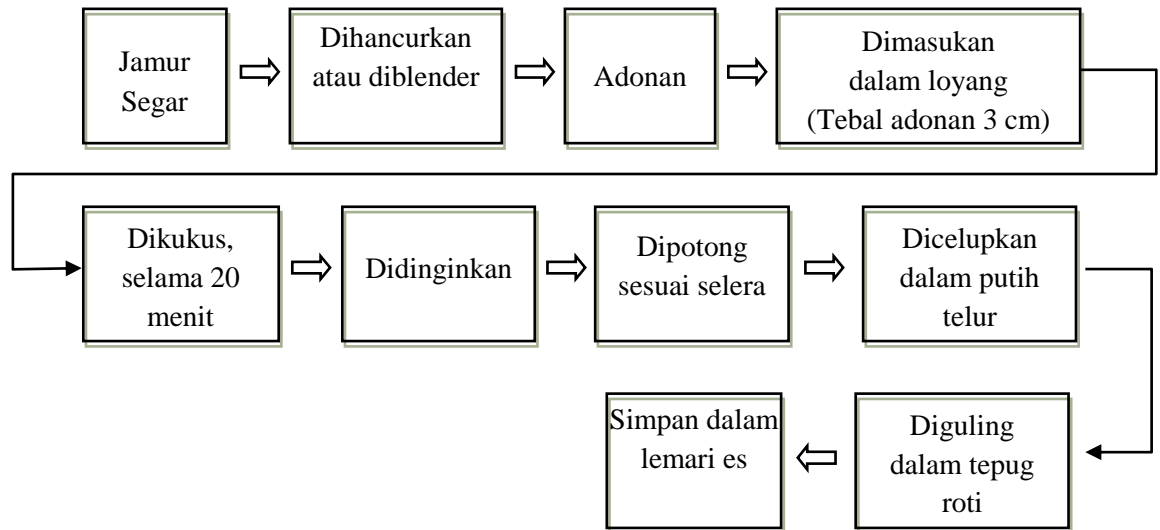 Jamur
Segar
Dihancurkan
atau diblender
Adonan
Dimasukan
dalam loyang
(Tebal adonan 3 cm)
Dikukus,
selama 20
menit
Didinginkan
Dipotong
sesuai selera
Dicelupkan
dalam putih
telur
Diguling
dalam tepug
roti
Simpan dalam
lemari es